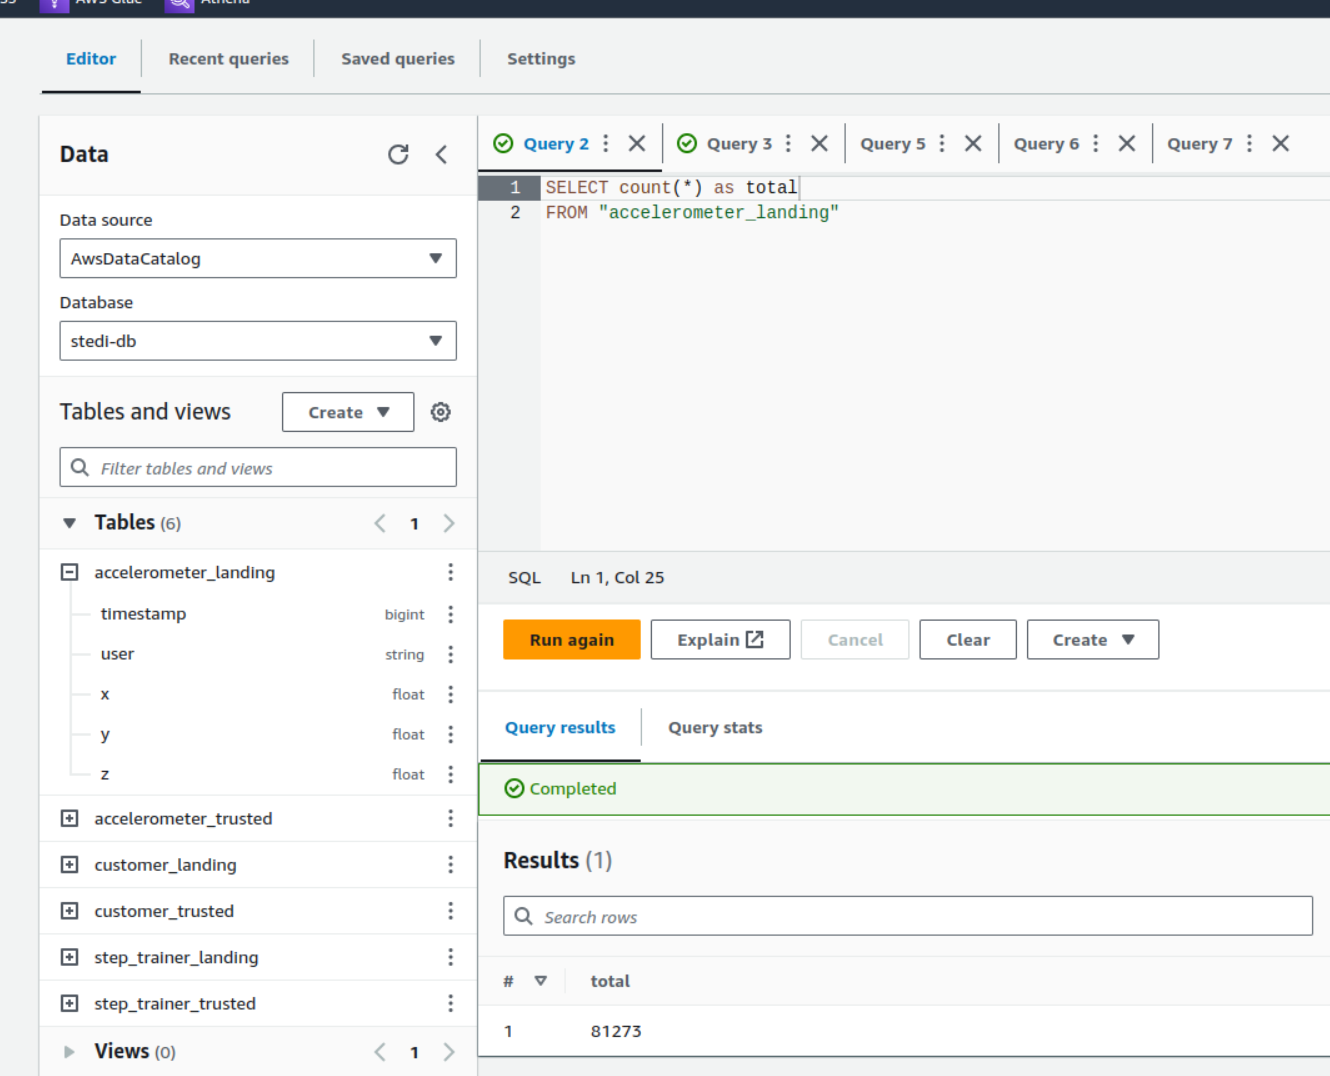 AWS Glue Athena
Editor Recent queries Saved queries Settings
Data
Data source
AwsDataCatalog
Database
stedi-db
Tables and views Create
Filter tables and views
Tables (6) 1
accelerometer_landing
timestamp bigint
user string
x float
y float
z float
accelerometer_trusted
customer_landing
customer_trusted
step_trainer_landing
step_trainer_trusted
Views (0) 1
Query 2 Query 3 Query 5 Query 6 Query 7
1 SELECT count(*) as total
2 FROM "accelerometer_landing"
SQL Ln 1, Col 25
Run again Explain Cancel Clear Create
Query results Query stats
Completed
Results (1)
Search rows
# total
1 81273